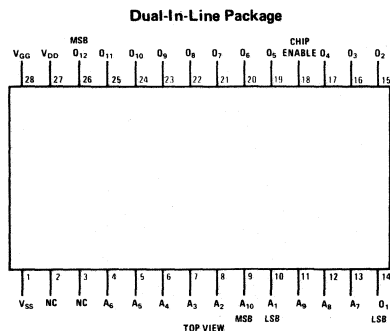 Dual-In-Line Package
MSB CHIP
VGG VDD O12 O11 O10 O9 O8 O7 O6 O5 ENABLE O4 O3 O2
28 27 26 25 24 23 22 21 20 19 18 17 16 15
1 2 3 4 5 6 7 8 9 10 11 12 13 14
VSS NC NC A6 A5 A4 A3 A2 A10 A1 A9 A8 A7 O1
MSB LSB LSB
TOP VIEW